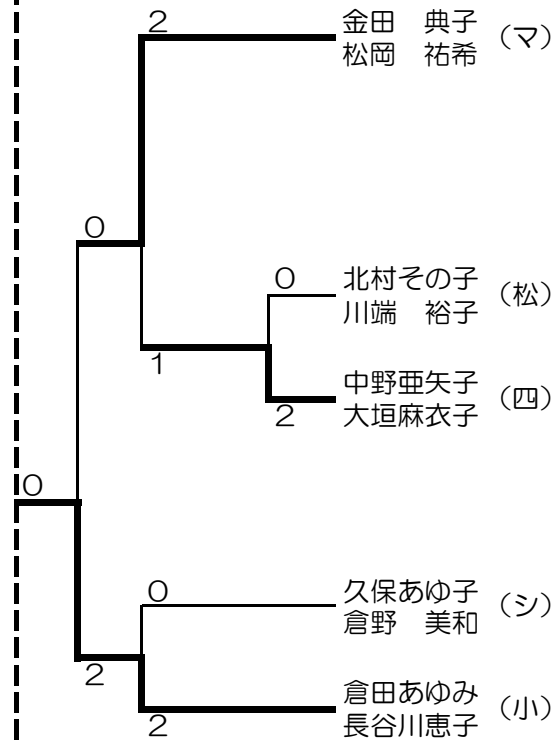 2
金田　典子
松岡　祐希
（マ）
0
0
北村その子
川端　裕子
（松）
1
中野亜矢子
大垣麻衣子
（四）
2
0
0
久保あゆ子
倉野　美和
（シ）
2
倉田あゆみ
長谷川恵子
（小）
2